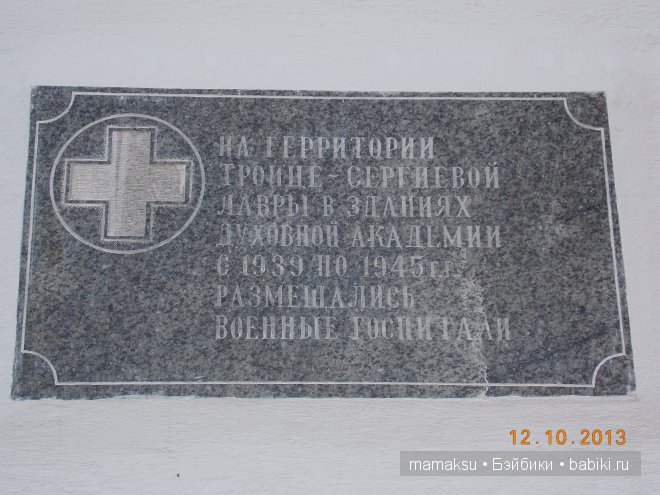 НА ТЕРРИТОРИИ
ТРОИЦЕ-СЕРГИЕВОЙ
ЛАВРЫ В ЗДАНИЯХ
ДУХОВНОЙ АКАДЕМИИ
С 1939 ПО 1945 ГГ.
РАЗМЕЩАЛИСЬ
ВОЕННЫЕ ГОСПИТАЛИ
12.10.2013
mamaksu • Бэйбики • babiki.ru